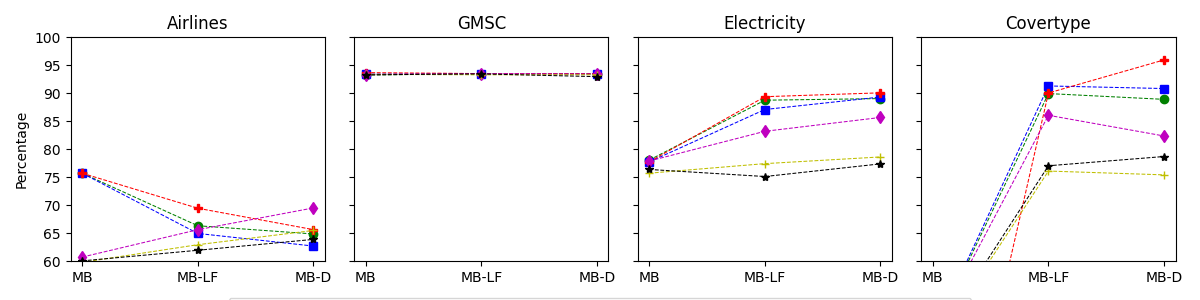 Airlines
GMSC
Electricity
Covertype
Percentage
100
95
90
85
80
75
70
65
60
MB MB-LF MB-D
MB MB-LF MB-D
MB MB-LF MB-D
MB MB-LF MB-D